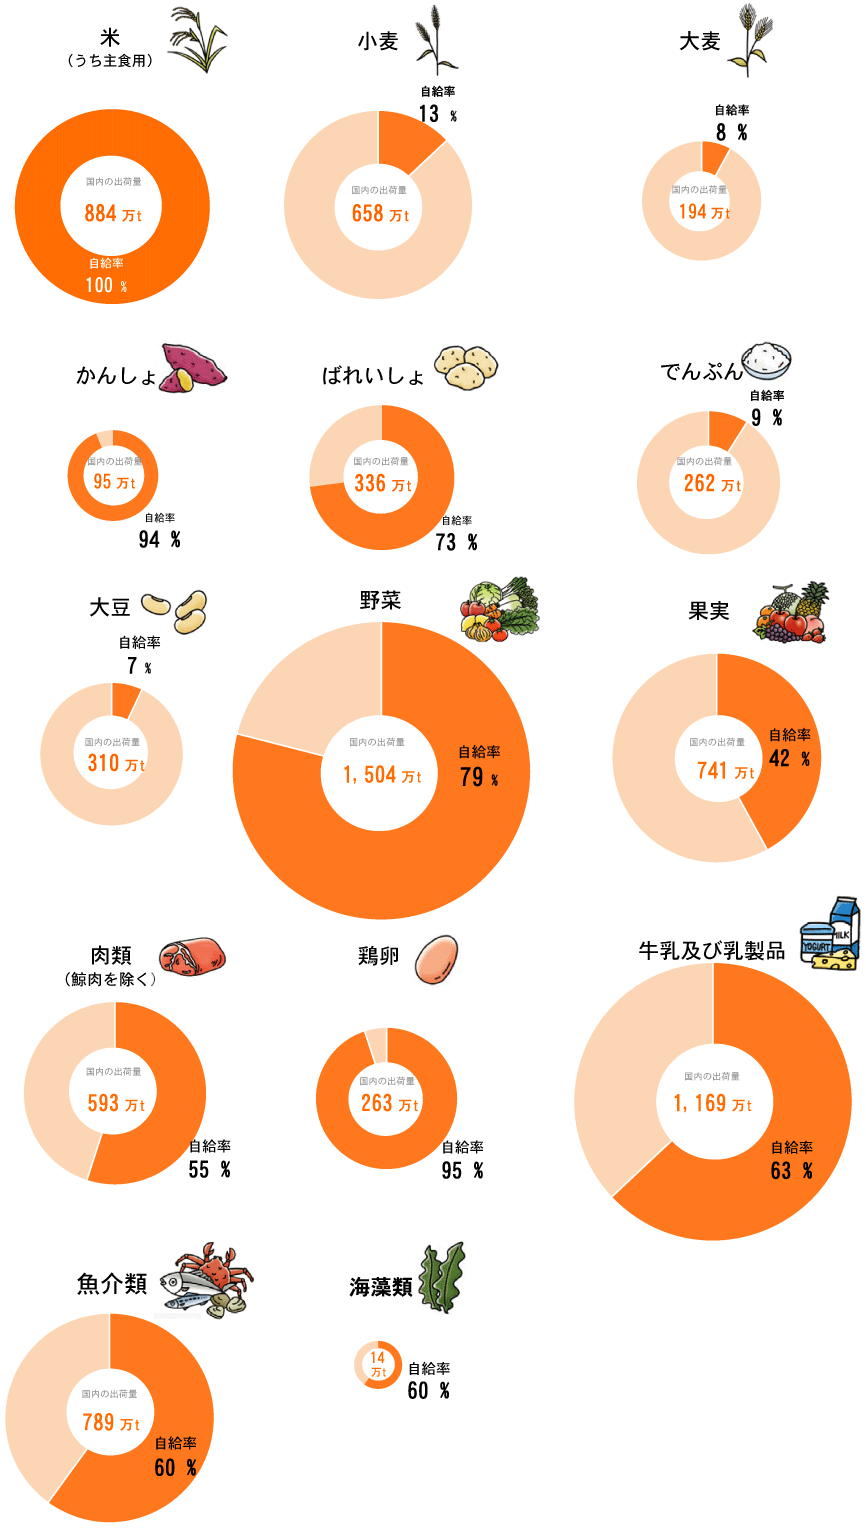 米
（うち主食用）
国内の出荷量
884 万t
自給率
100 %
小麦
自給率
13 %
国内の出荷量
658 万t
大麦
自給率
8 %
国内の出荷量
194 万t
かんしょ
国内の出荷量
95 万t
自給率
94 %
ばれいしょ
国内の出荷量
336 万t
自給率
73 %
でんぷん
自給率
9 %
国内の出荷量
262 万t
大豆
自給率
7 %
国内の出荷量
310 万t
野菜
国内の出荷量
1,504 万t
自給率
79 %
果実
国内の出荷量
741 万t
自給率
42 %
肉類
（鯨肉を除く）
国内の出荷量
593 万t
自給率
55 %
鶏卵
国内の出荷量
263 万t
自給率
95 %
牛乳及び乳製品
MILK
YOGURT
国内の出荷量
1,169 万t
自給率
63 %
魚介類
国内の出荷量
789 万t
自給率
60 %
海藻類
14
万t
自給率
60 %